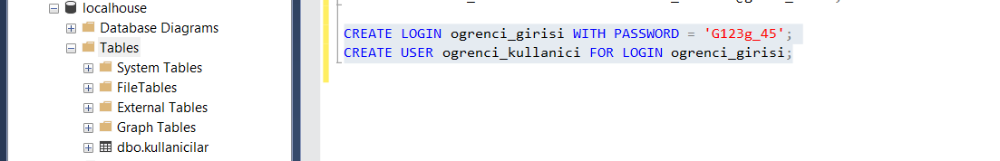 localhouse
Database Diagrams
Tables
System Tables
FileTables
External Tables
Graph Tables
dbo.kullanicilar
CREATE LOGIN ogrenci_girisi WITH PASSWORD = 'G123g_45';
CREATE USER ogrenci_kullanici FOR LOGIN ogrenci_girisi;